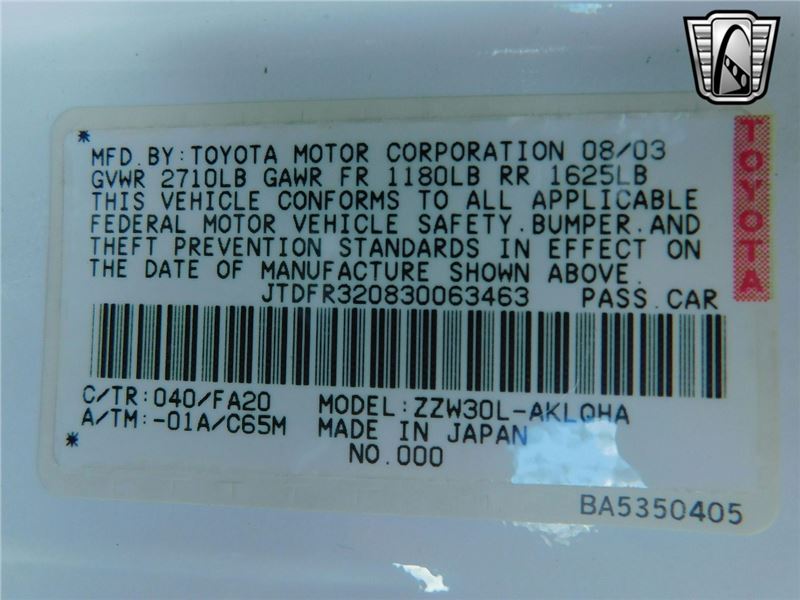 * MFD.BY:TOYOTA MOTOR CORPORATION 08/03
GVWR 2710LB GAWR FR 1180LB RR 1625LB
THIS VEHICLE CONFORMS TO ALL APPLICABLE
FEDERAL MOTOR VEHICLE SAFETY.BUMPER.AND
THEFT PREVENTION STANDARDS IN EFFECT ON
THE DATE OF MANUFACTURE SHOWN ABOVE.
JTDFR320830063463 PASS.CAR
TOYOTA
C/TR:040/FA20 MODEL:ZZW30L-AKLQHA
A/TM:-01A/C65M MADE IN JAPAN
* NO.000
BA5350405